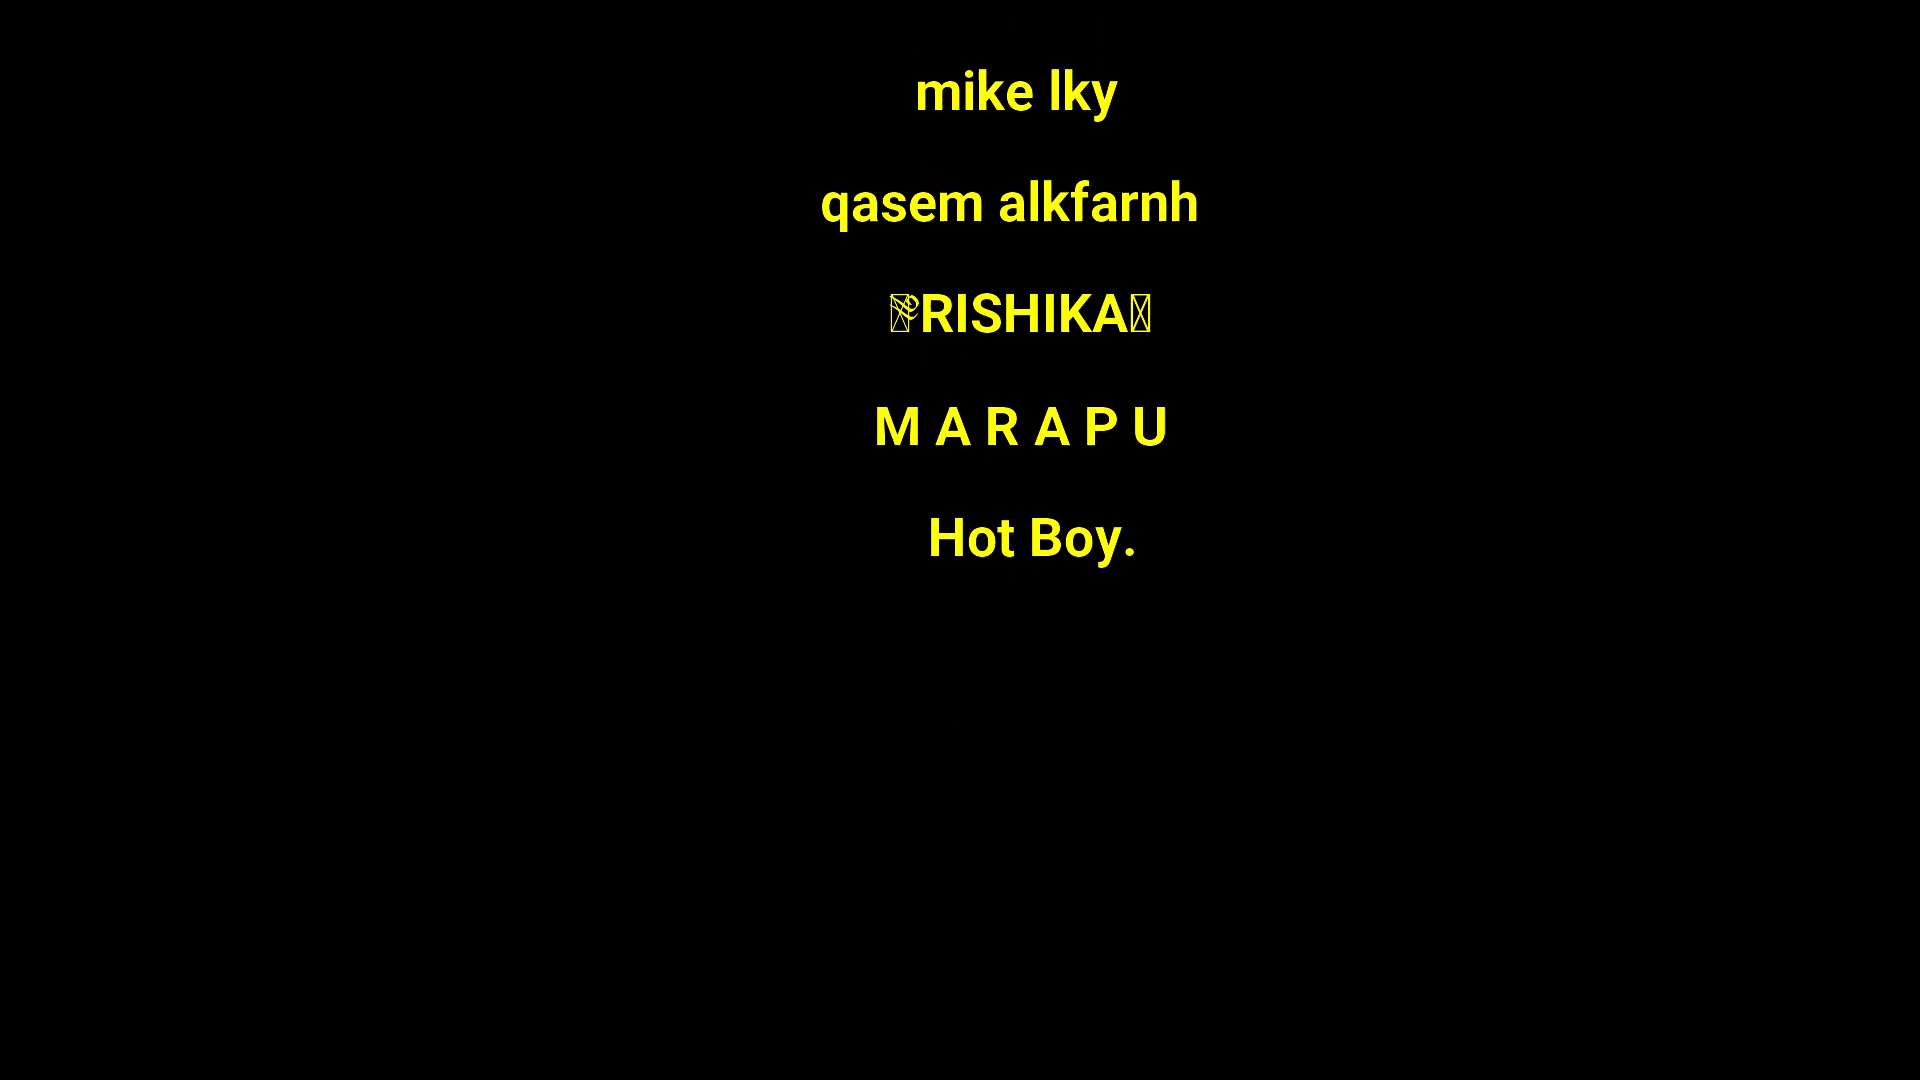 mike lky
qasem alkfarnh
RISHIKA
M A R A P U
Hot Boy.